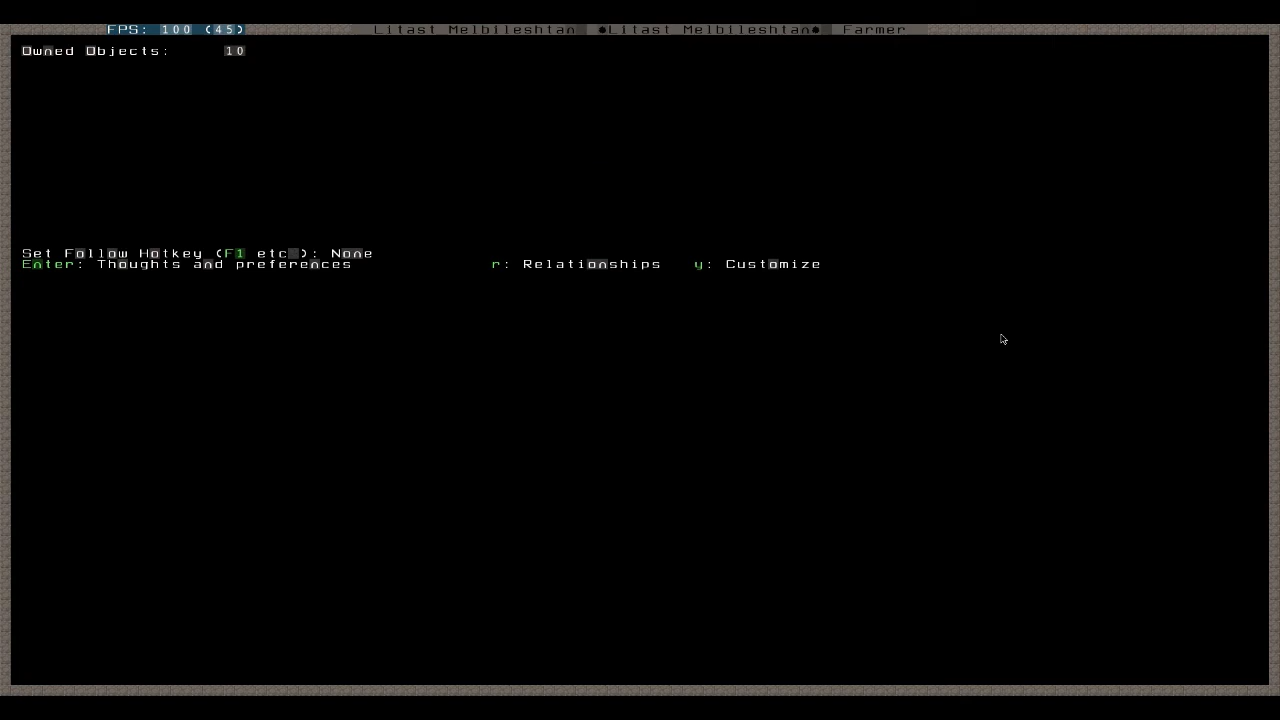 FPS: 100 (45) Litast Melbileshtan ●Litast Melbileshtan● Farmer
Owned Objects: 10
Set Follow Hotkey (F1 etc.): None
Enter: Thoughts and preferences r: Relationships y: Customize